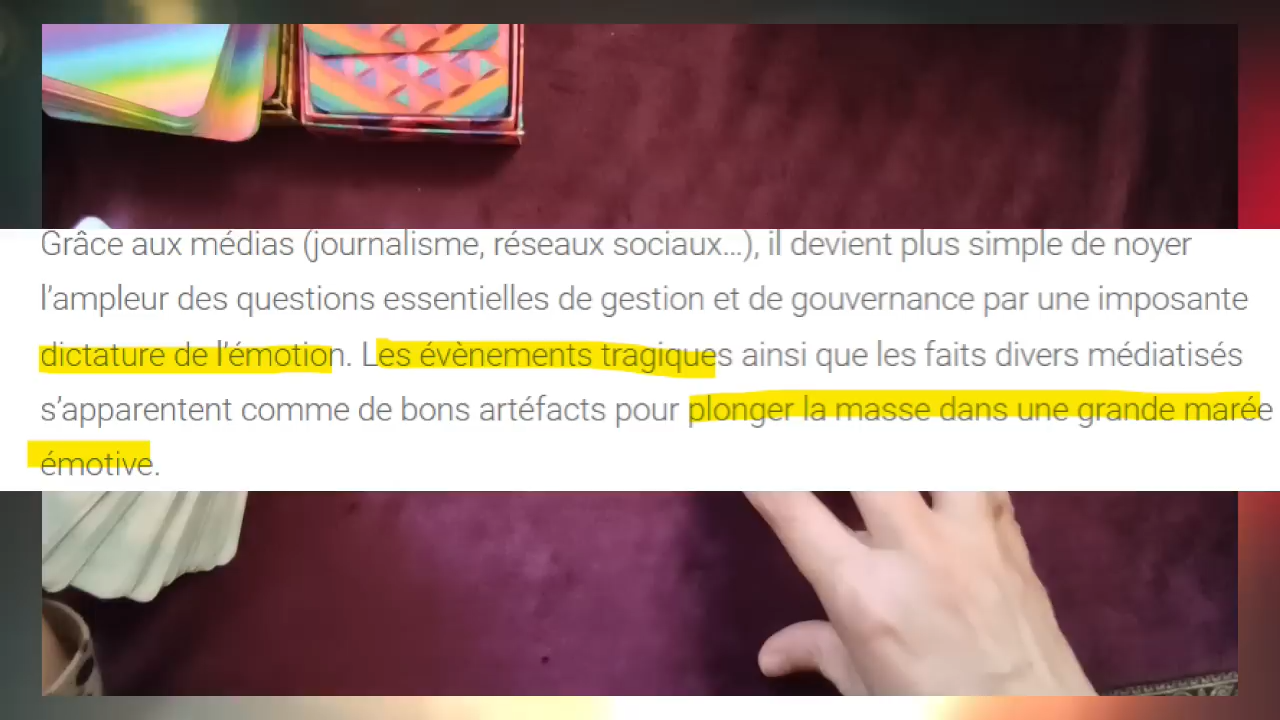 Grâce aux médias (journalisme, réseaux sociaux…), il devient plus simple de noyer
l’ampleur des questions essentielles de gestion et de gouvernance par une imposante
dictature de l’émotion. Les évènements tragiques ainsi que les faits divers médiatisés
s’apparentent comme de bons artéfacts pour plonger la masse dans une grande marée
émotive.